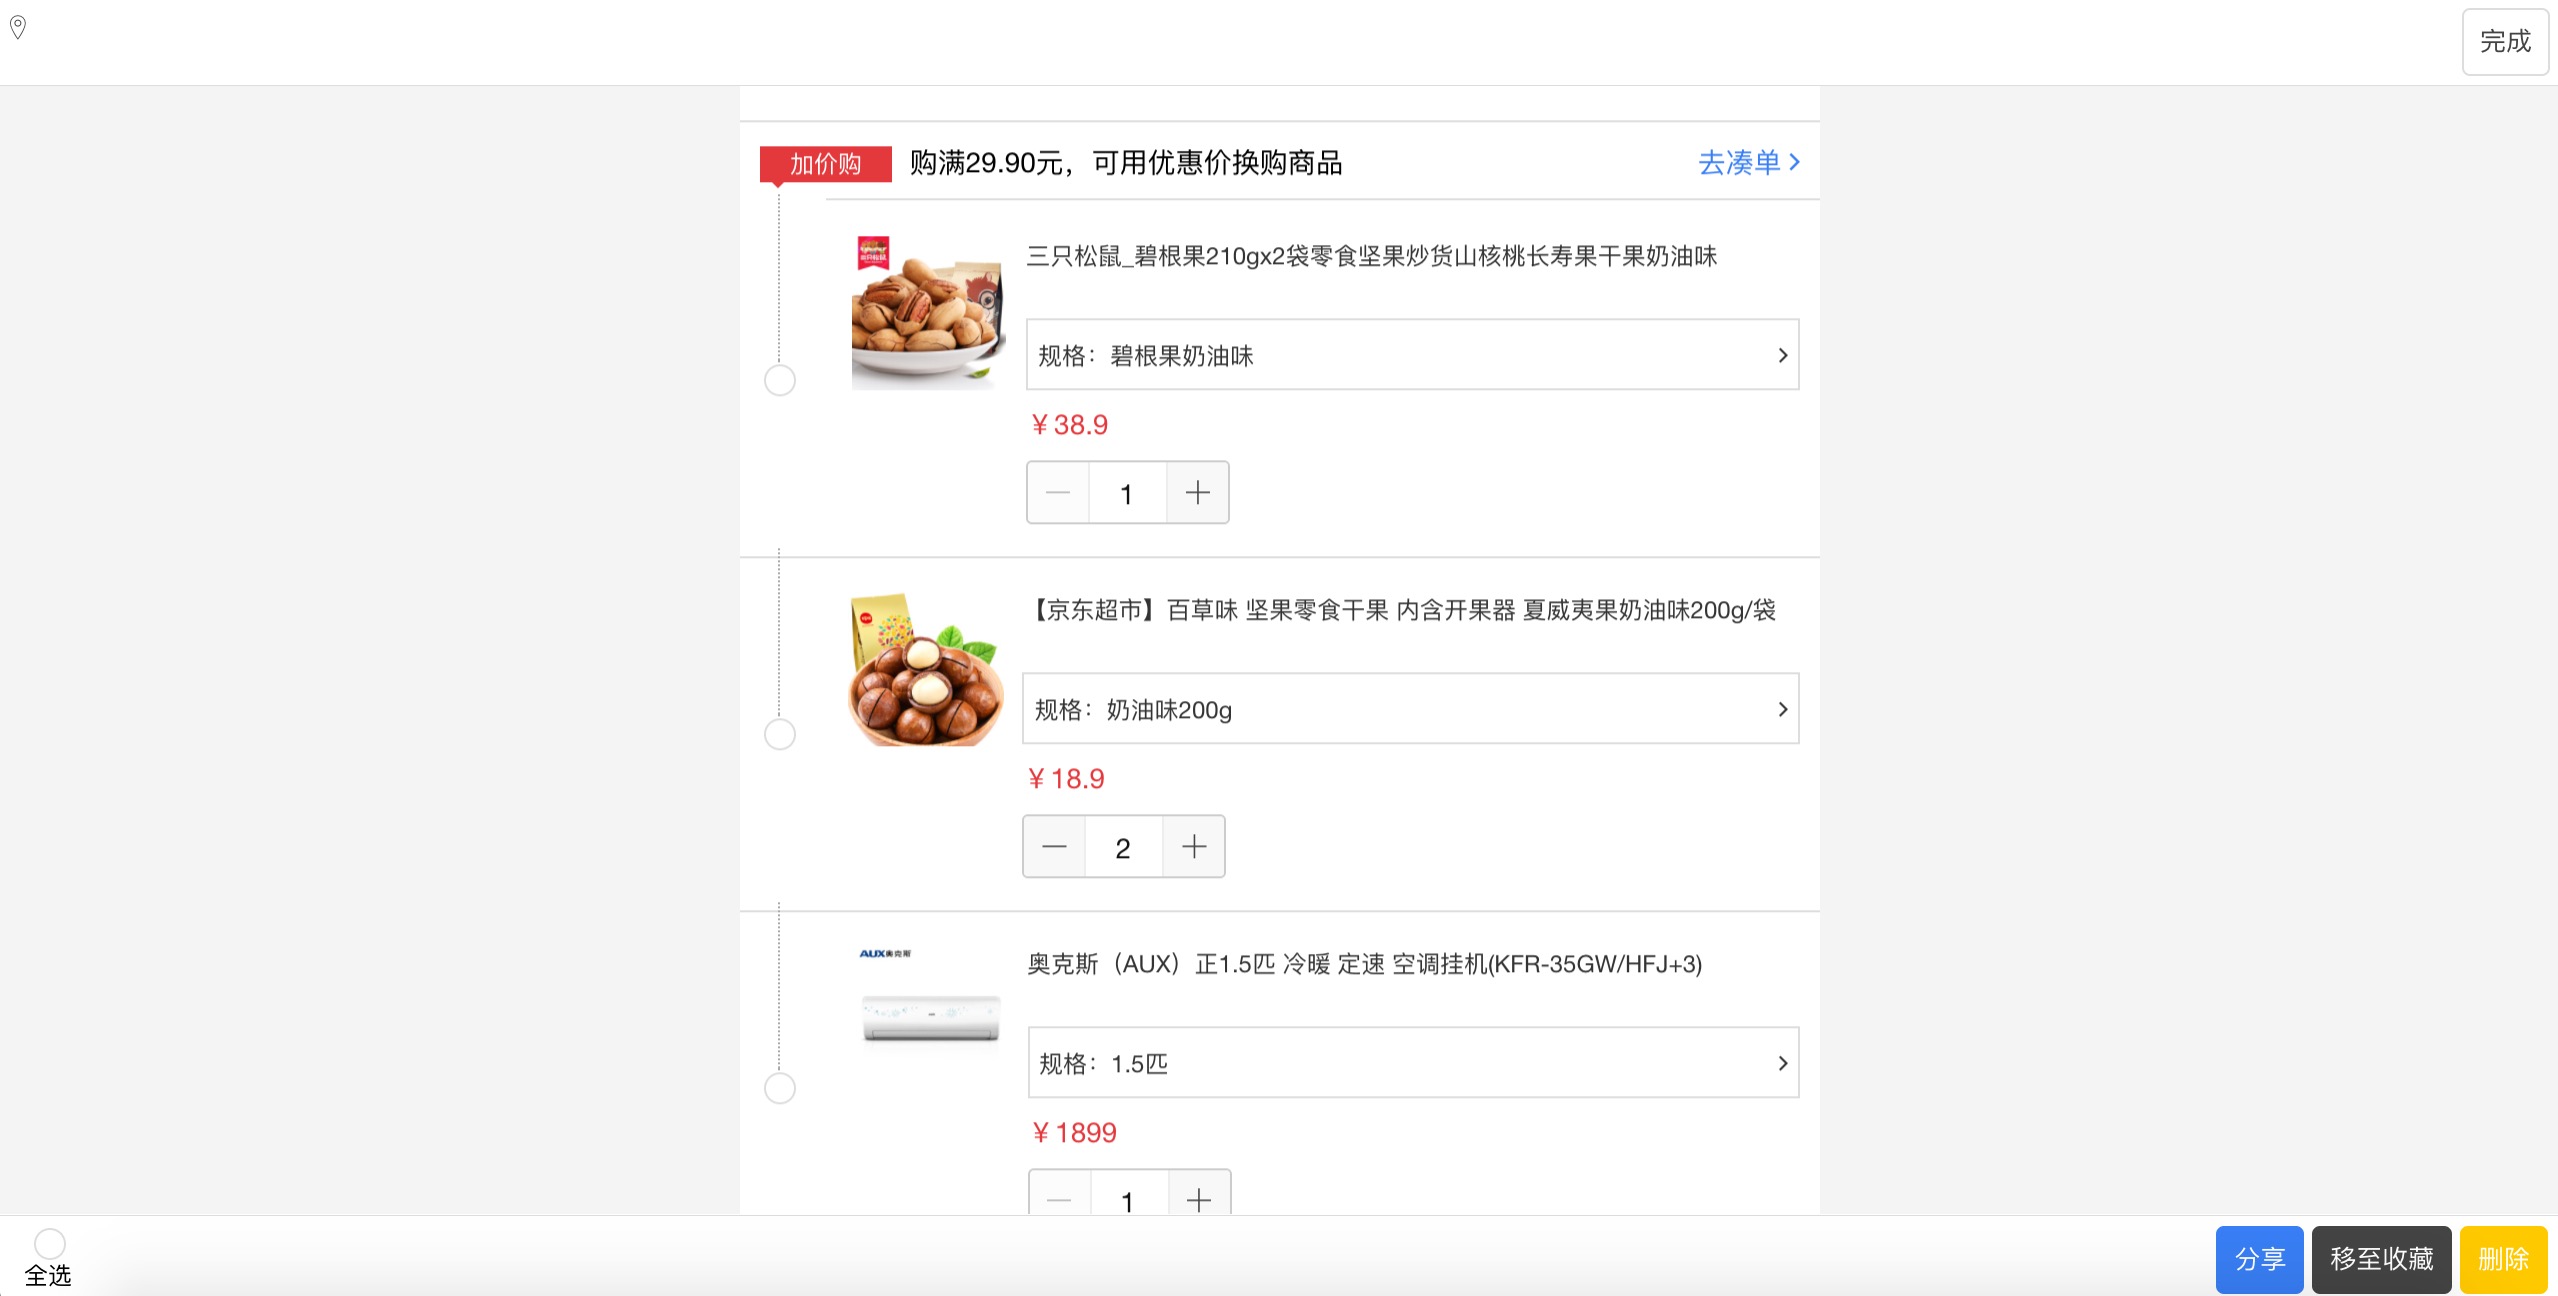 完成
加价购 购满29.90元，可用优惠价换购商品 去凑单
三只松鼠_碧根果210gx2袋零食坚果炒货山核桃长寿果干果奶油味
规格：碧根果奶油味
¥ 38.9
1
【京东超市】百草味 坚果零食干果 内含开果器 夏威夷果奶油味200g/袋
规格：奶油味200g
¥ 18.9
2
AUX奥克斯
奥克斯（AUX）正1.5匹 冷暖 定速 空调挂机(KFR-35GW/HFJ+3)
规格：1.5匹
¥ 1899
1
全选
分享 移至收藏 删除